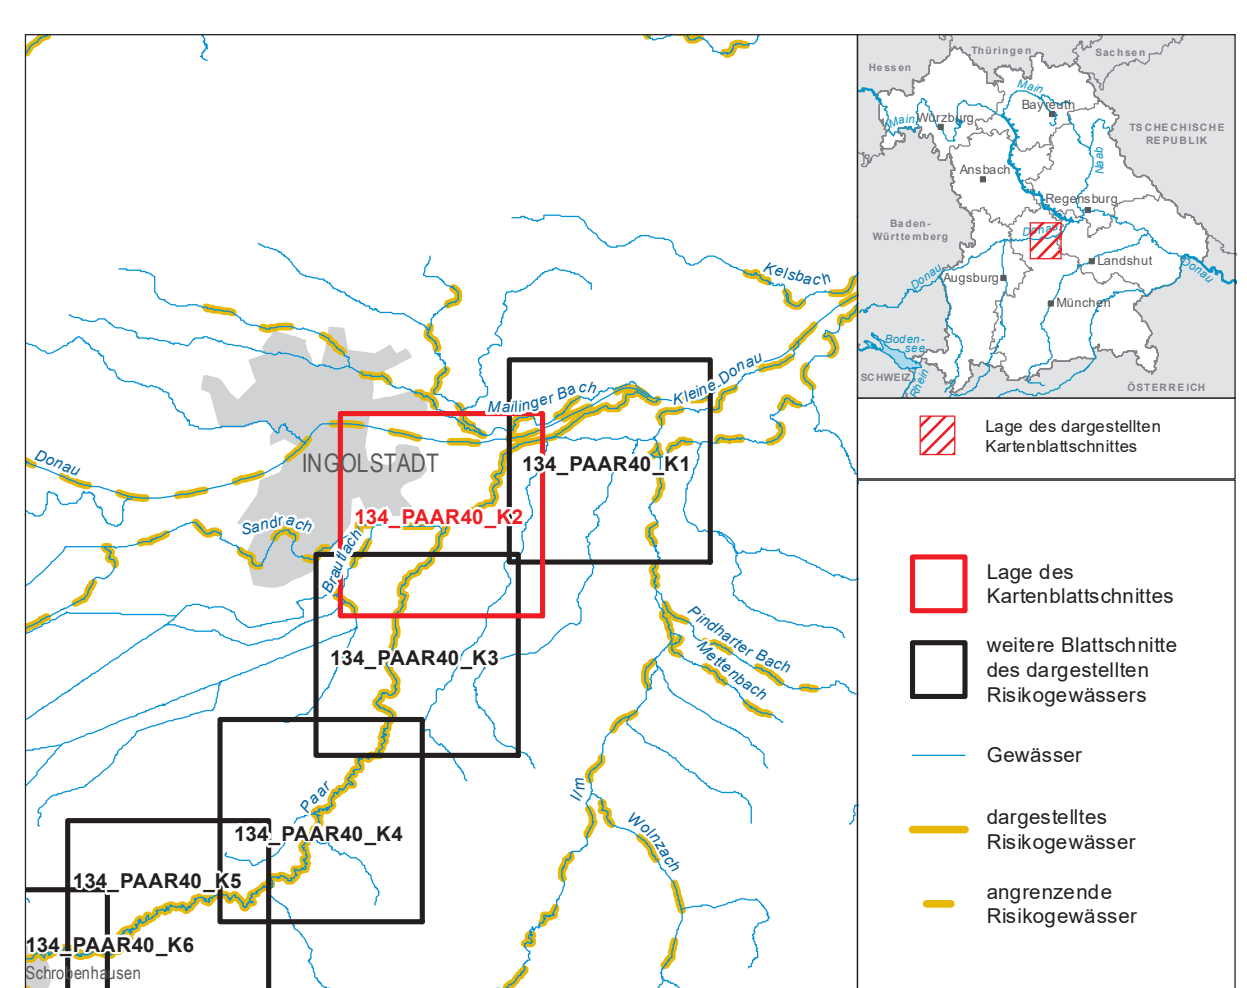 Kelsbach
Mailinger Bach
Kleine Donau
INGOLSTADT
134_PAAR40_K1
Donau
134_PAAR40_K2
Sandrach
Brautlach
Pindharter Bach
Mettenbach
134_PAAR40_K3
Ilm
Paar
134_PAAR40_K4
Wolnzach
134_PAAR40_K5
134_PAAR40_K6
Schrobenhausen
Thüringen
Sachsen
Hessen
Main
Bayreuth
Main
Würzburg
TSCHECHISCHE
REPUBLIK
Naab
Ansbach
Regensburg
Baden-
Württemberg
Donau
Landshut
Donau
Donau
Augsburg
München
Boden-
see
SCHWEIZ
Rhein
ÖSTERREICH
Lage des dargestellten
Kartenblattschnittes
Lage des
Kartenblattschnittes
weitere Blattschnitte
des dargestellten
Risikogewässers
Gewässer
dargestelltes
Risikogewässer
angrenzende
Risikogewässer